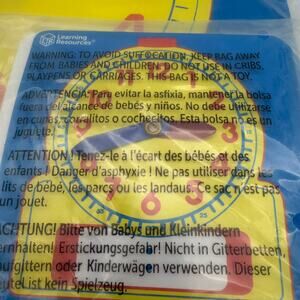 Learning
Resources
WARNING: TO AVOID SUFFOCATION, KEEP BAG AWAY
FROM BABIES AND CHILDREN. DO NOT USE IN CRIBS,
PLAYPENS OR CARRIAGES. THIS BAG IS NOT A TOY.
ADVERTENCIA: Para evitar la asfixia, mantener la bolsa
fuera del alcance de bebés y niños. No debe utilizarse
en cunas, corralitos o cochecitos. Esta bolsa no es un
juguete.
ATTENTION ! Tenez-le à l'écart des bébés et des
enfants ! Danger d'asphyxie ! Ne pas utiliser dans les
lits de bébé, les parcs ou les landaus. Ce sac n'est pas
un jouet.
ACHTUNG! Bitte von Babys und Kleinkindern
ernhalten! Erstickungsgefahr! Nicht in Gitterbetten,
aufgittern oder Kinderwägen verwenden. Dieser
eutel ist kein Spielzeug.